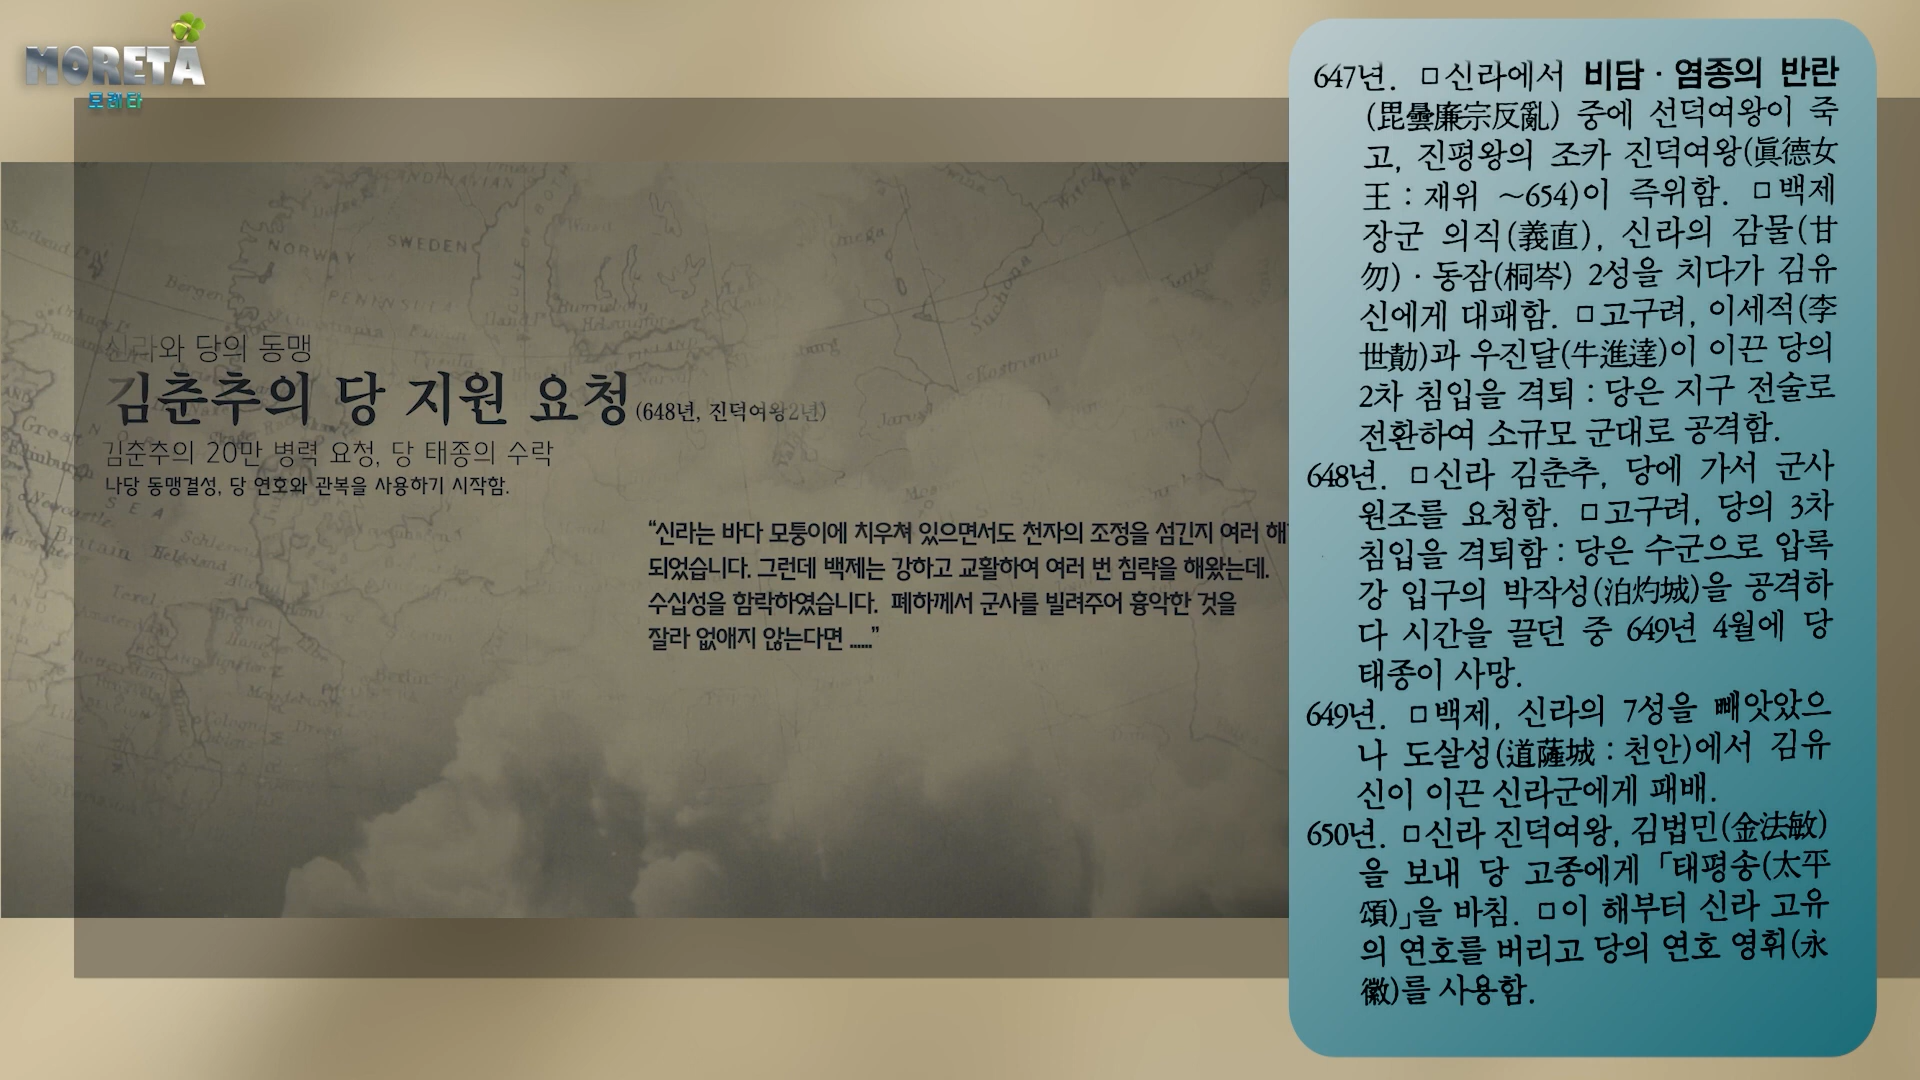 MORETA
모레타
신라와 당의 동맹
김춘추의 당 지원 요청(648년, 진덕여왕2년)
김춘추의 20만 병력 요청, 당 태종의 수락
나당 동맹결성, 당 연호와 관복을 사용하기 시작함.
“신라는 바다 모퉁이에 치우쳐 있으면서도 천자의 조정을 섬긴지 여러 해
되었습니다. 그런데 백제는 강하고 교활하여 여러 번 침략을 해왔는데.
수십성을 함락하였습니다. 폐하께서 군사를 빌려주어 흉악한 것을
잘라 없애지 않는다면 ......”
NORWAY
SWEDEN
PENINSULA
Bergen
Omega
Suchona
Kostroma
Great
Edinburgh
Newcastle
SEA
Britain
Helgoland
Texel
Berlin
Cologne
647년. □신라에서 비담·염종의 반란
(毘曇廉宗反亂) 중에 선덕여왕이 죽
고, 진평왕의 조카 진덕여왕(眞德女
王 : 재위 ~654)이 즉위함. □백제
장군 의직(義直), 신라의 감물(甘
勿)·동잠(桐岑) 2성을 치다가 김유
신에게 대패함. □고구려, 이세적(李
世勣)과 우진달(牛進達)이 이끈 당의
2차 침입을 격퇴 : 당은 지구 전술로
전환하여 소규모 군대로 공격함.
648년. □신라 김춘추, 당에 가서 군사
원조를 요청함. □고구려, 당의 3차
침입을 격퇴함 : 당은 수군으로 압록
강 입구의 박작성(泊灼城)을 공격하
다 시간을 끌던 중 649년 4월에 당
태종이 사망.
649년. □백제, 신라의 7성을 빼앗았으
나 도살성(道薩城 : 천안)에서 김유
신이 이끈 신라군에게 패배.
650년. □신라 진덕여왕, 김법민(金法敏)
을 보내 당 고종에게 「태평송(太平
頌)」을 바침. □이 해부터 신라 고유
의 연호를 버리고 당의 연호 영휘(永
徽)를 사용함.